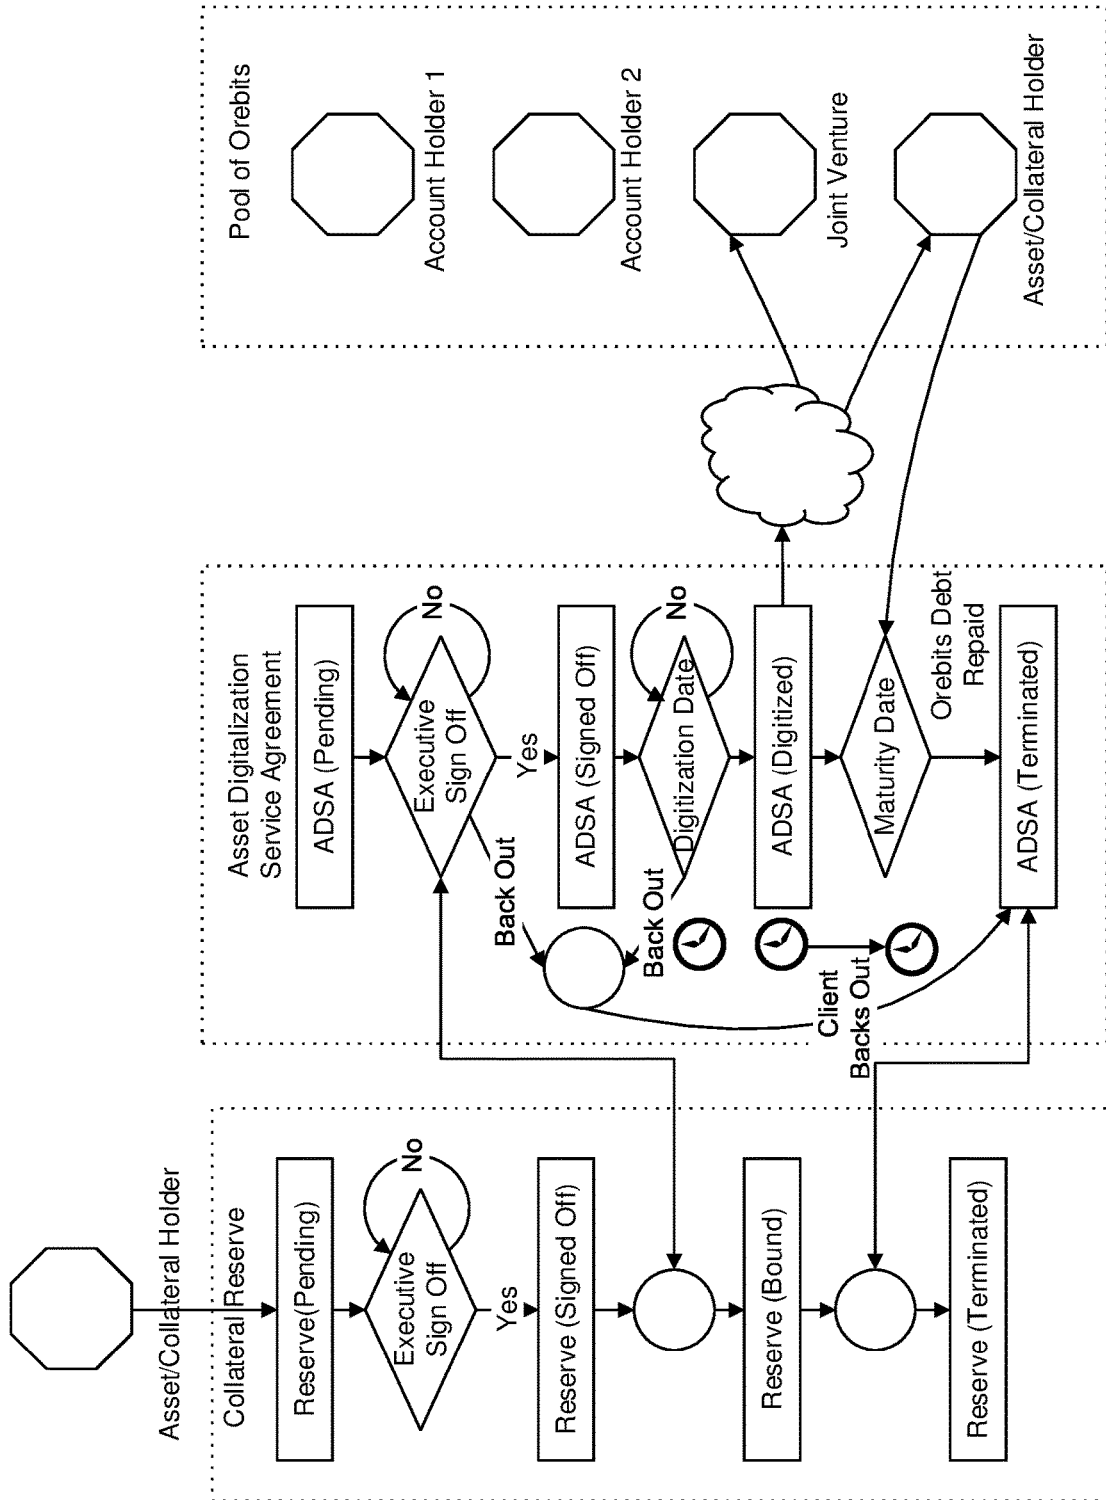 Asset/Collateral Holder
Collateral Reserve
Reserve(Pending)
Executive
Sign Off
No
Yes
Reserve (Signed Off)
Reserve (Bound)
Reserve (Terminated)
Asset Digitalization
Service Agreement
ADSA (Pending)
Executive
Sign Off
No
Back Out
Yes
ADSA (Signed Off)
Digitization Date
No
Back Out
ADSA (Digitized)
Client
Backs Out
Maturity Date
Orebits Debt
Repaid
ADSA (Terminated)
Pool of Orebits
Account Holder 1
Account Holder 2
Joint Venture
Asset/Collateral Holder